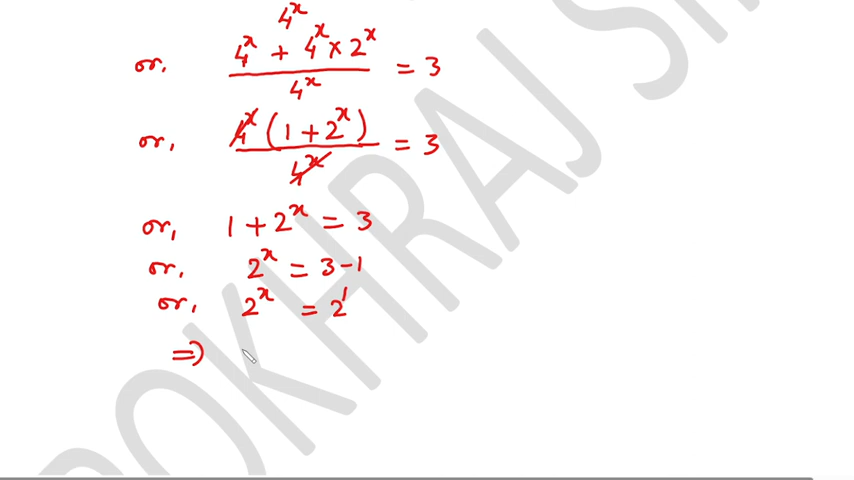 4^x
or, (4^x + 4^x × 2^x)/4^x = 3
or, 4^x (1 + 2^x)/4^x = 3
or, 1 + 2^x = 3
or, 2^x = 3 - 1
or, 2^x = 2^1
⇒
POKHRAJ